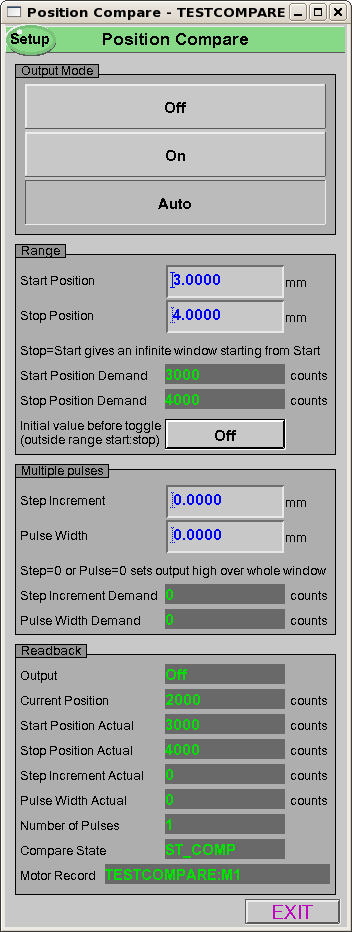 Position Compare - TESTCOMPARE
Setup Position Compare
Output Mode
Off
On
Auto
Range
Start Position 3.0000 mm
Stop Position 4.0000 mm
Stop=Start gives an infinite window starting from Start
Start Position Demand 3000 counts
Stop Position Demand 4000 counts
Initial value before toggle
(outside range start:stop) Off
Multiple pulses
Step Increment 0.0000 mm
Pulse Width 0.0000 mm
Step=0 or Pulse=0 sets output high over whole window
Step Increment Demand 0 counts
Pulse Width Demand 0 counts
Readback
Output Off
Current Position 2000 counts
Start Position Actual 3000 counts
Stop Position Actual 4000 counts
Step Increment Actual 0 counts
Pulse Width Actual 0 counts
Number of Pulses 1
Compare State ST_COMP
Motor Record TESTCOMPARE:M1
EXIT